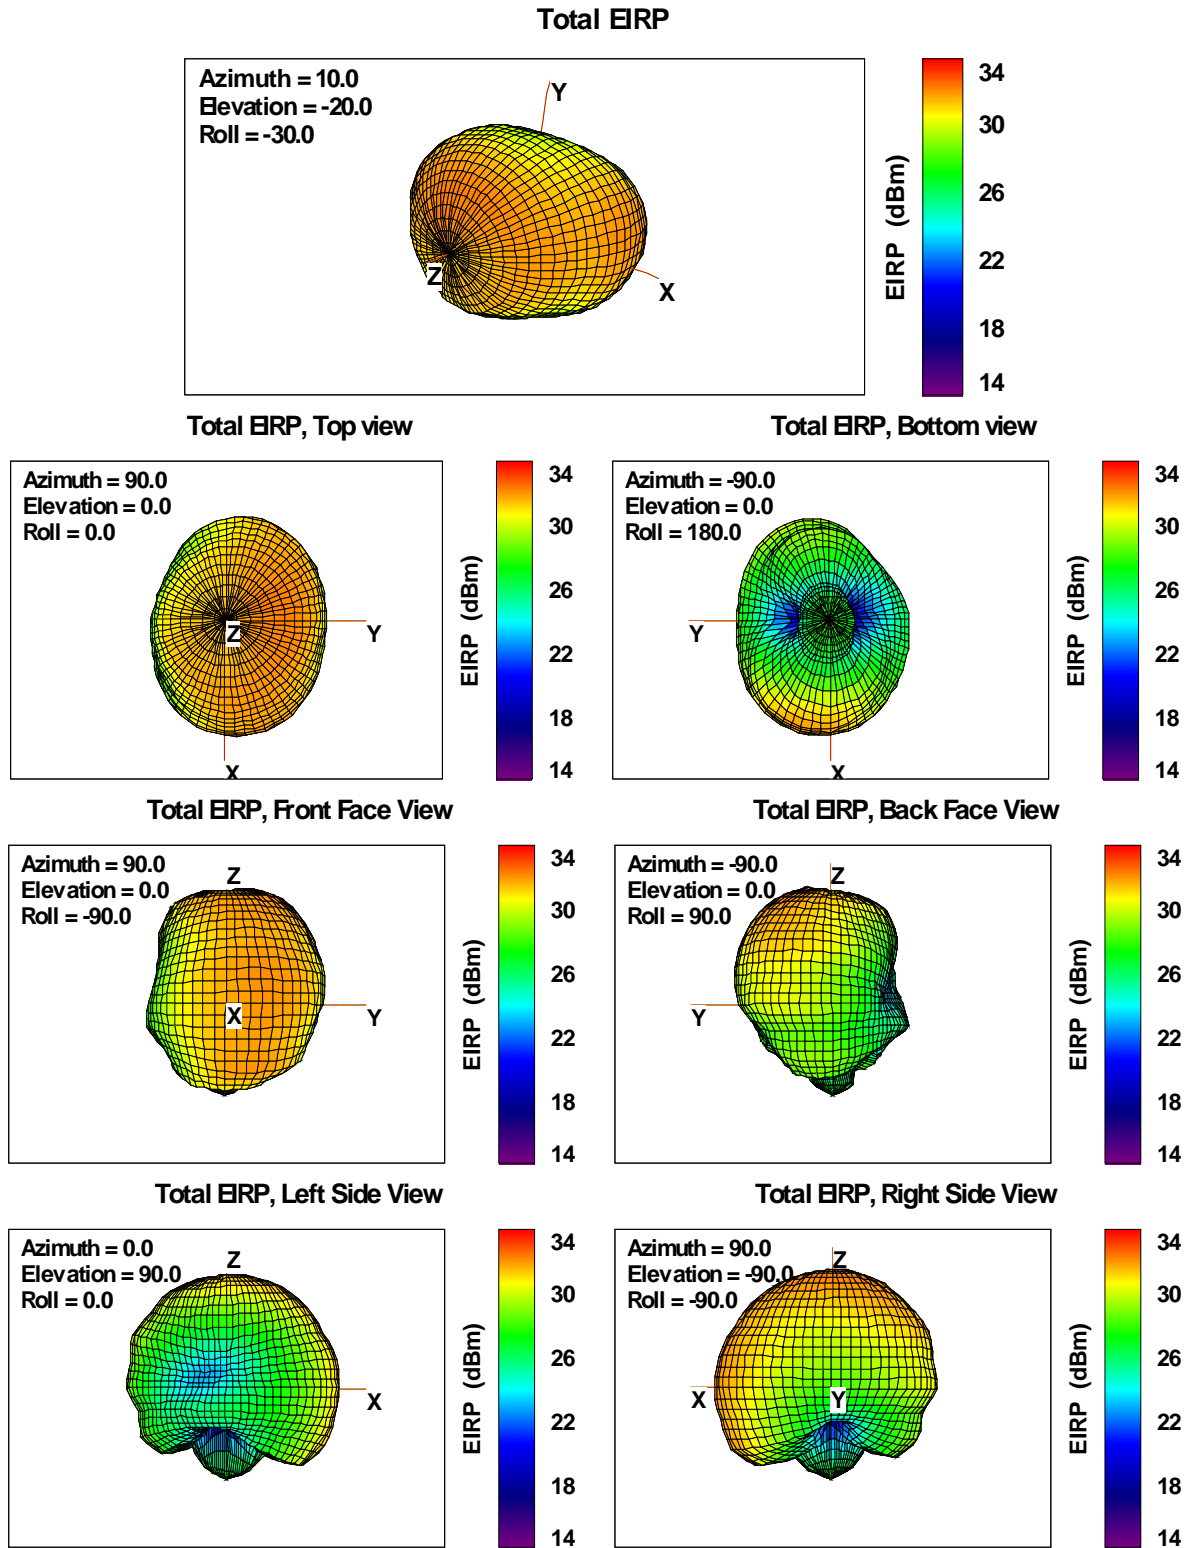 Total EIRP
Azimuth = 10.0
Elevation = -20.0
Roll = -30.0
Y
Z
X
EIRP (dBm)
34
30
26
22
18
14
Total EIRP, Top view
Azimuth = 90.0
Elevation = 0.0
Roll = 0.0
Z
Y
X
EIRP (dBm)
34
30
26
22
18
14
Total EIRP, Bottom view
Azimuth = -90.0
Elevation = 0.0
Roll = 180.0
Y
X
EIRP (dBm)
34
30
26
22
18
14
Total EIRP, Front Face View
Azimuth = 90.0
Elevation = 0.0
Roll = -90.0
Z
X
Y
EIRP (dBm)
34
30
26
22
18
14
Total EIRP, Back Face View
Azimuth = -90.0
Elevation = 0.0
Roll = 90.0
Z
Y
EIRP (dBm)
34
30
26
22
18
14
Total EIRP, Left Side View
Azimuth = 0.0
Elevation = 90.0
Roll = 0.0
Z
X
EIRP (dBm)
34
30
26
22
18
14
Total EIRP, Right Side View
Azimuth = 90.0
Elevation = -90.0
Roll = -90.0
Z
X
Y
EIRP (dBm)
34
30
26
22
18
14